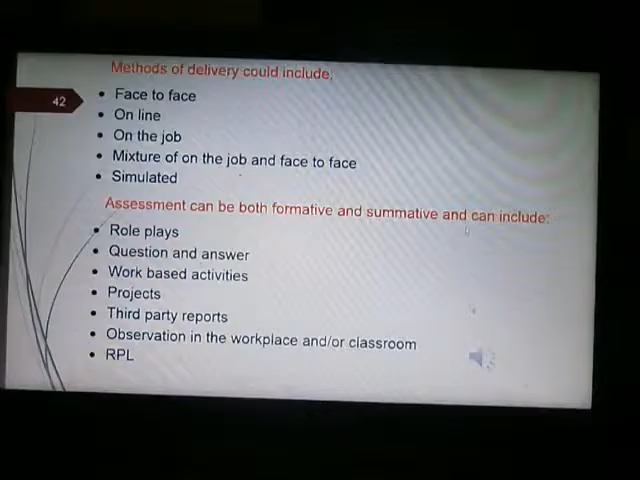 Methods of delivery could include:
42
• Face to face
• On line
• On the job
• Mixture of on the job and face to face
• Simulated
Assessment can be both formative and summative and can include:
• Role plays
• Question and answer
• Work based activities
• Projects
• Third party reports
• Observation in the workplace and/or classroom
• RPL